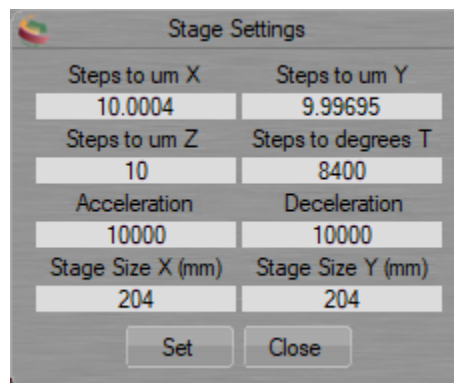 Stage Settings
Steps to um X Steps to um Y
10.0004 9.99695
Steps to um Z Steps to degrees T
10 8400
Acceleration Deceleration
10000 10000
Stage Size X (mm) Stage Size Y (mm)
204 204
Set Close